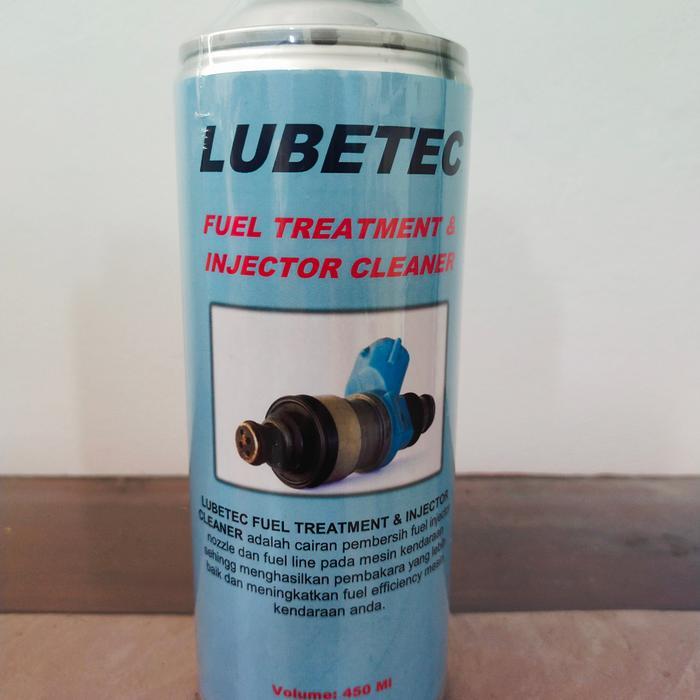 LUBETEC
FUEL TREATMENT &
INJECTOR CLEANER
LUBETEC FUEL TREATMENT & INJECTOR
CLEANER adalah cairan pembersih fuel injector
nozzle dan fuel line pada mesin kendaraan
sehingg menghasilkan pembakara yang lebih
baik dan meningkatkan fuel efficiency mesin
kendaraan anda.
Volume: 450 Ml